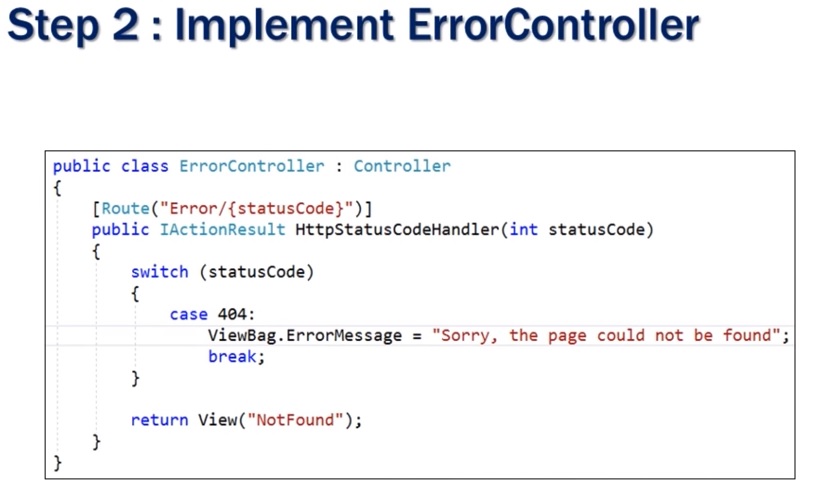 Step 2 : Implement ErrorController
public class ErrorController : Controller
{
[Route("Error/{statusCode}")]
public IActionResult HttpStatusCodeHandler(int statusCode)
{
switch (statusCode)
{
case 404:
ViewBag.ErrorMessage = "Sorry, the page could not be found";
break;
}
return View("NotFound");
}
}